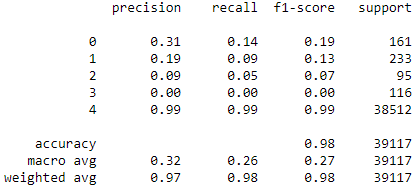 precision recall f1-score support
0 0.31 0.14 0.19 161
1 0.19 0.09 0.13 233
2 0.09 0.05 0.07 95
3 0.00 0.00 0.00 116
4 0.99 0.99 0.99 38512
accuracy 0.98 39117
macro avg 0.32 0.26 0.27 39117
weighted avg 0.97 0.98 0.98 39117